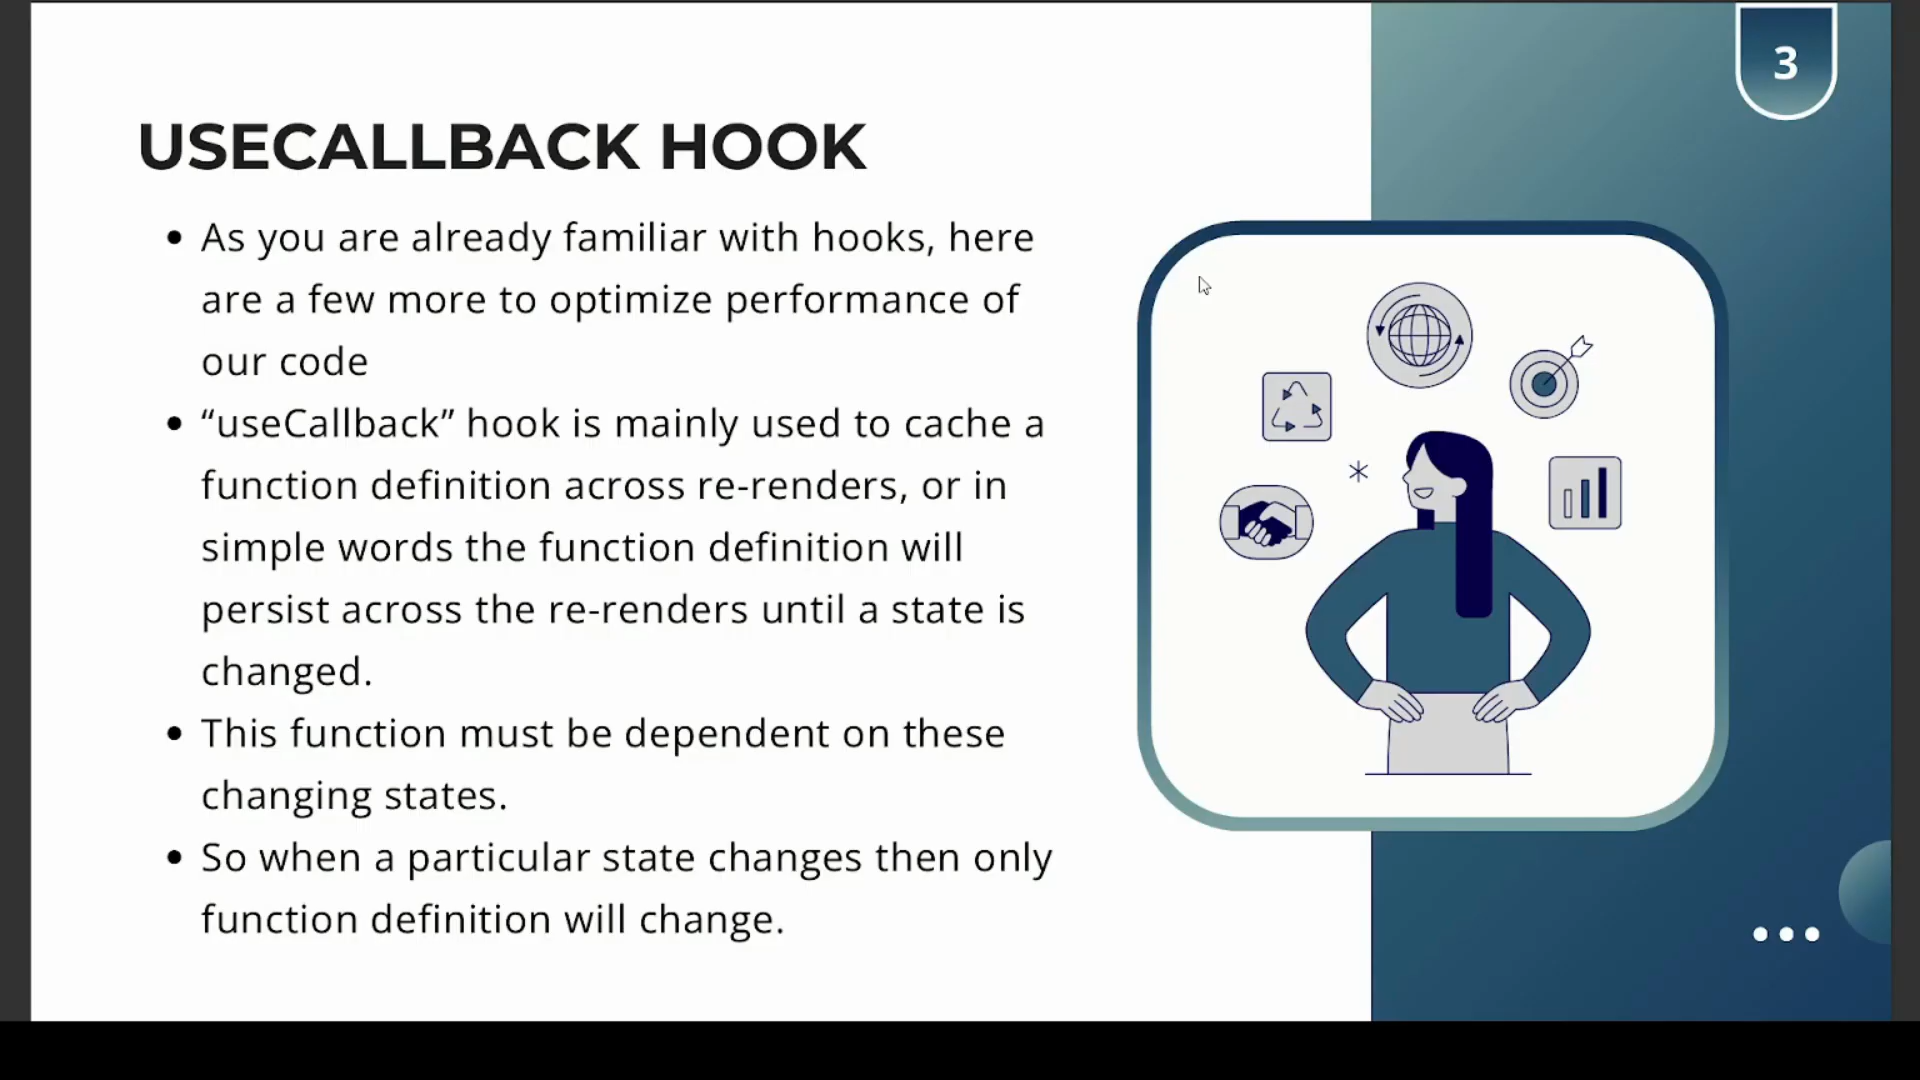 3
USECALLBACK HOOK
• As you are already familiar with hooks, here
are a few more to optimize performance of
our code
• “useCallback” hook is mainly used to cache a
function definition across re-renders, or in
simple words the function definition will
persist across the re-renders until a state is
changed.
• This function must be dependent on these
changing states.
• So when a particular state changes then only
function definition will change.